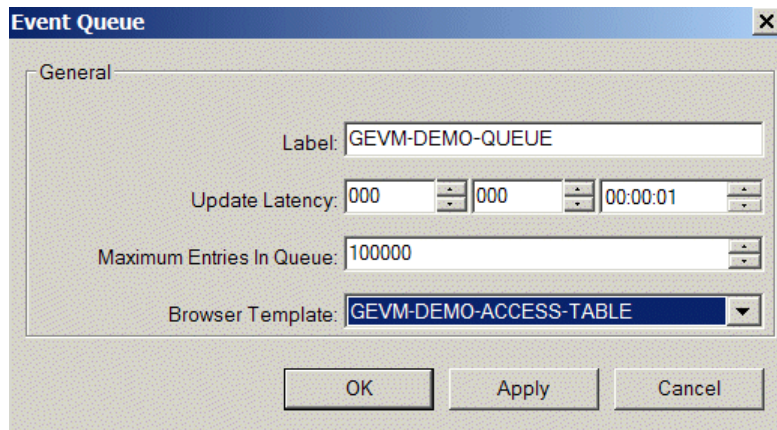 Event Queue
General
Label: GEVM-DEMO-QUEUE
Update Latency: 000 000 00:00:01
Maximum Entries In Queue: 100000
Browser Template: GEVM-DEMO-ACCESS-TABLE
OK Apply Cancel